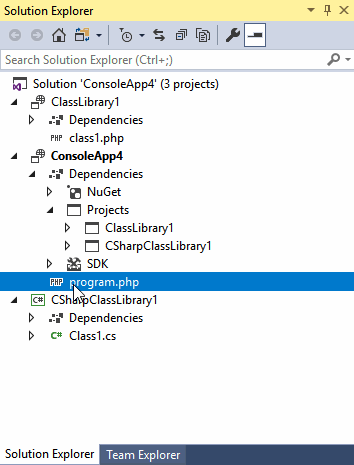 Solution Explorer
Search Solution Explorer (Ctrl+;)
Solution 'ConsoleApp4' (3 projects)
ClassLibrary1
Dependencies
PHP class1.php
ConsoleApp4
Dependencies
NuGet
Projects
ClassLibrary1
CSharpClassLibrary1
SDK
PHP program.php
C# CSharpClassLibrary1
Dependencies
C# Class1.cs
Solution Explorer Team Explorer